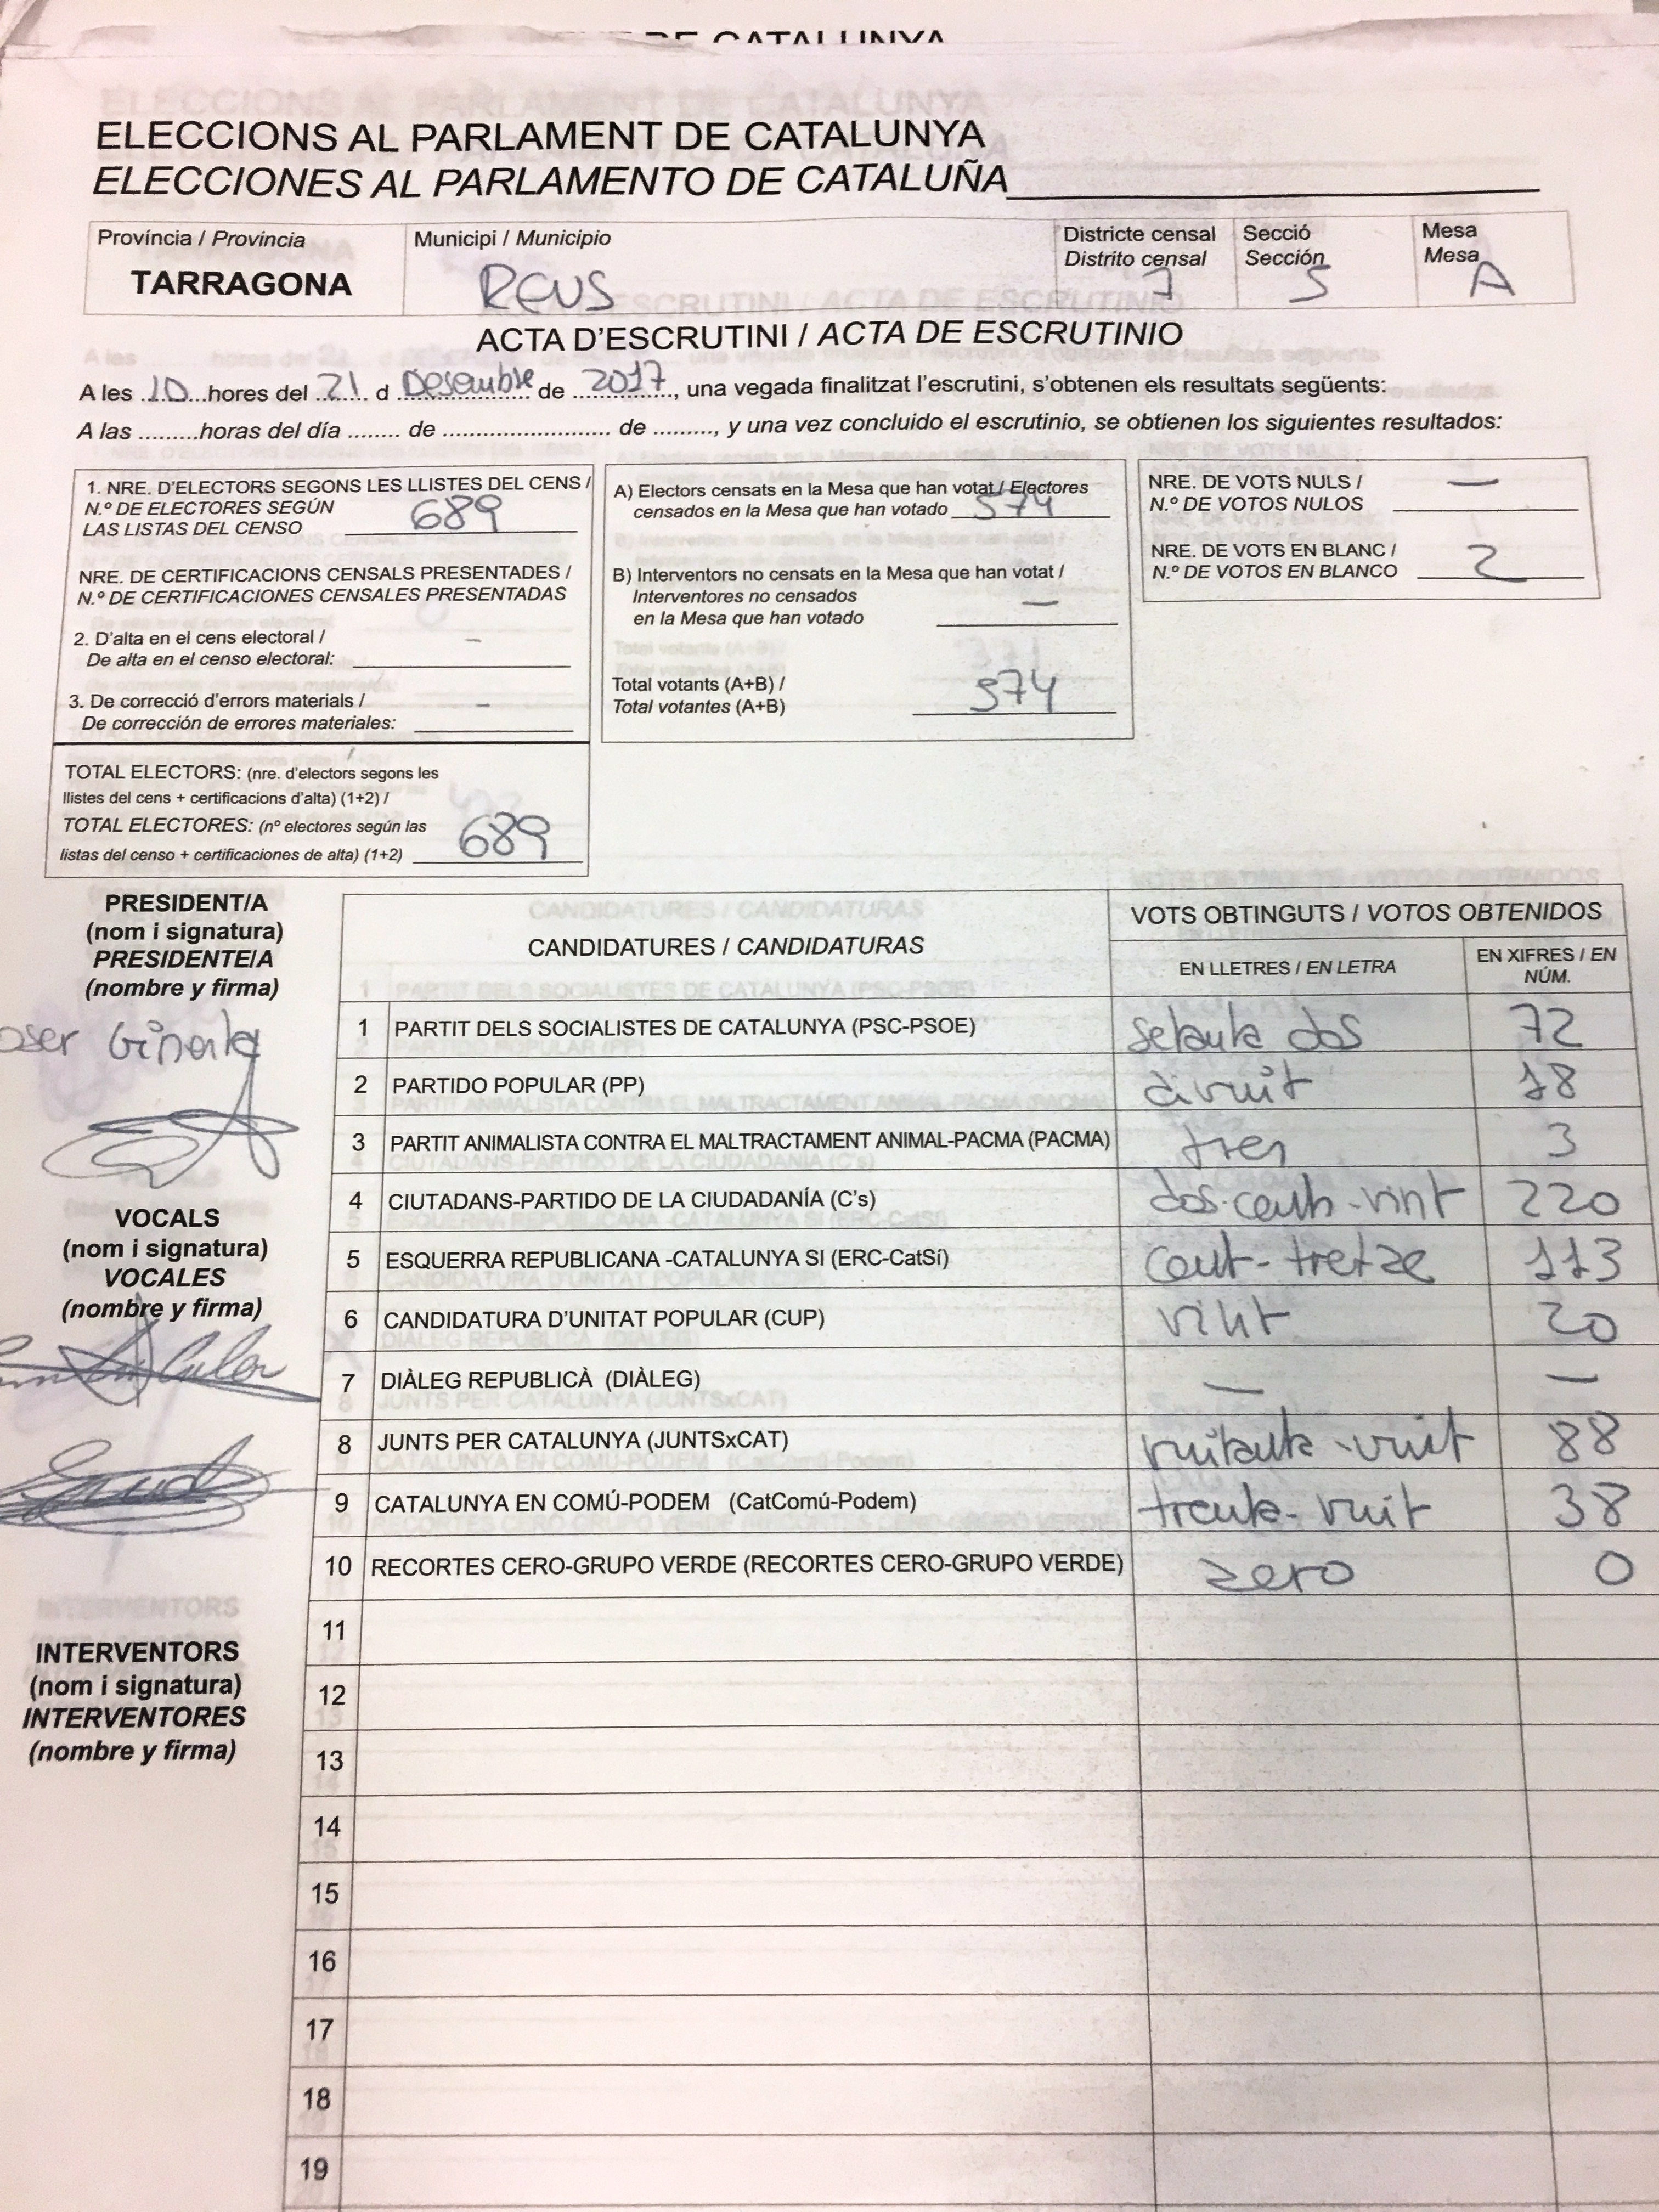 DE CATALUNYA
ELECCIONS AL PARLAMENT DE CATALUNYA
ELECCIONES AL PARLAMENTO DE CATALUÑA
Província / Provincia
TARRAGONA
Municipi / Municipio
REUS
Districte censal
Distrito censal
7
Secció
Sección
5
Mesa
Mesa
A
ACTA D'ESCRUTINI / ACTA DE ESCRUTINIO
A les 10 hores del 21 d Desembre de 2017, una vegada finalitzat l'escrutini, s'obtenen els resultats següents:
A las .........horas del día ........ de ........................ de ........., y una vez concluido el escrutinio, se obtienen los siguientes resultados:
1. NRE. D'ELECTORS SEGONS LES LLISTES DEL CENS /
N.º DE ELECTORES SEGÚN
LAS LISTAS DEL CENSO 689
NRE. DE CERTIFICACIONS CENSALS PRESENTADES /
N.º DE CERTIFICACIONES CENSALES PRESENTADAS
2. D'alta en el cens electoral / –
De alta en el censo electoral:
3. De correcció d'errors materials / –
De corrección de errores materiales:
TOTAL ELECTORS: (nre. d'electors segons les
llistes del cens + certificacions d'alta) (1+2) /
TOTAL ELECTORES: (nº electores según las
listas del censo + certificaciones de alta) (1+2) 689
A) Electors censats en la Mesa que han votat / Electores
censados en la Mesa que han votado 574
B) Interventors no censats en la Mesa que han votat /
Interventores no censados
en la Mesa que han votado —
Total votants (A+B) /
Total votantes (A+B) 574
NRE. DE VOTS NULS /
N.º DE VOTOS NULOS —
NRE. DE VOTS EN BLANC /
N.º DE VOTOS EN BLANCO 2
PRESIDENT/A
(nom i signatura)
PRESIDENTE/A
(nombre y firma)
VOCALS
(nom i signatura)
VOCALES
(nombre y firma)
INTERVENTORS
(nom i signatura)
INTERVENTORES
(nombre y firma)
CANDIDATURES / CANDIDATURAS
VOTS OBTINGUTS / VOTOS OBTENIDOS
EN LLETRES / EN LETRA
EN XIFRES / EN NÚM.
1 PARTIT DELS SOCIALISTES DE CATALUNYA (PSC-PSOE) setanta dos 72
2 PARTIDO POPULAR (PP) divuit 18
3 PARTIT ANIMALISTA CONTRA EL MALTRACTAMENT ANIMAL-PACMA (PACMA) tres 3
4 CIUTADANS-PARTIDO DE LA CIUDADANÍA (C's) dos-cents-vint 220
5 ESQUERRA REPUBLICANA -CATALUNYA SI (ERC-CatSí) cent-tretze 113
6 CANDIDATURA D'UNITAT POPULAR (CUP) vint 20
7 DIÀLEG REPUBLICÀ (DIÀLEG) — —
8 JUNTS PER CATALUNYA (JUNTSxCAT) vuitanta-vuit 88
9 CATALUNYA EN COMÚ-PODEM (CatComú-Podem) trenta-vuit 38
10 RECORTES CERO-GRUPO VERDE (RECORTES CERO-GRUPO VERDE) zero 0
11
12
13
14
15
16
17
18
19